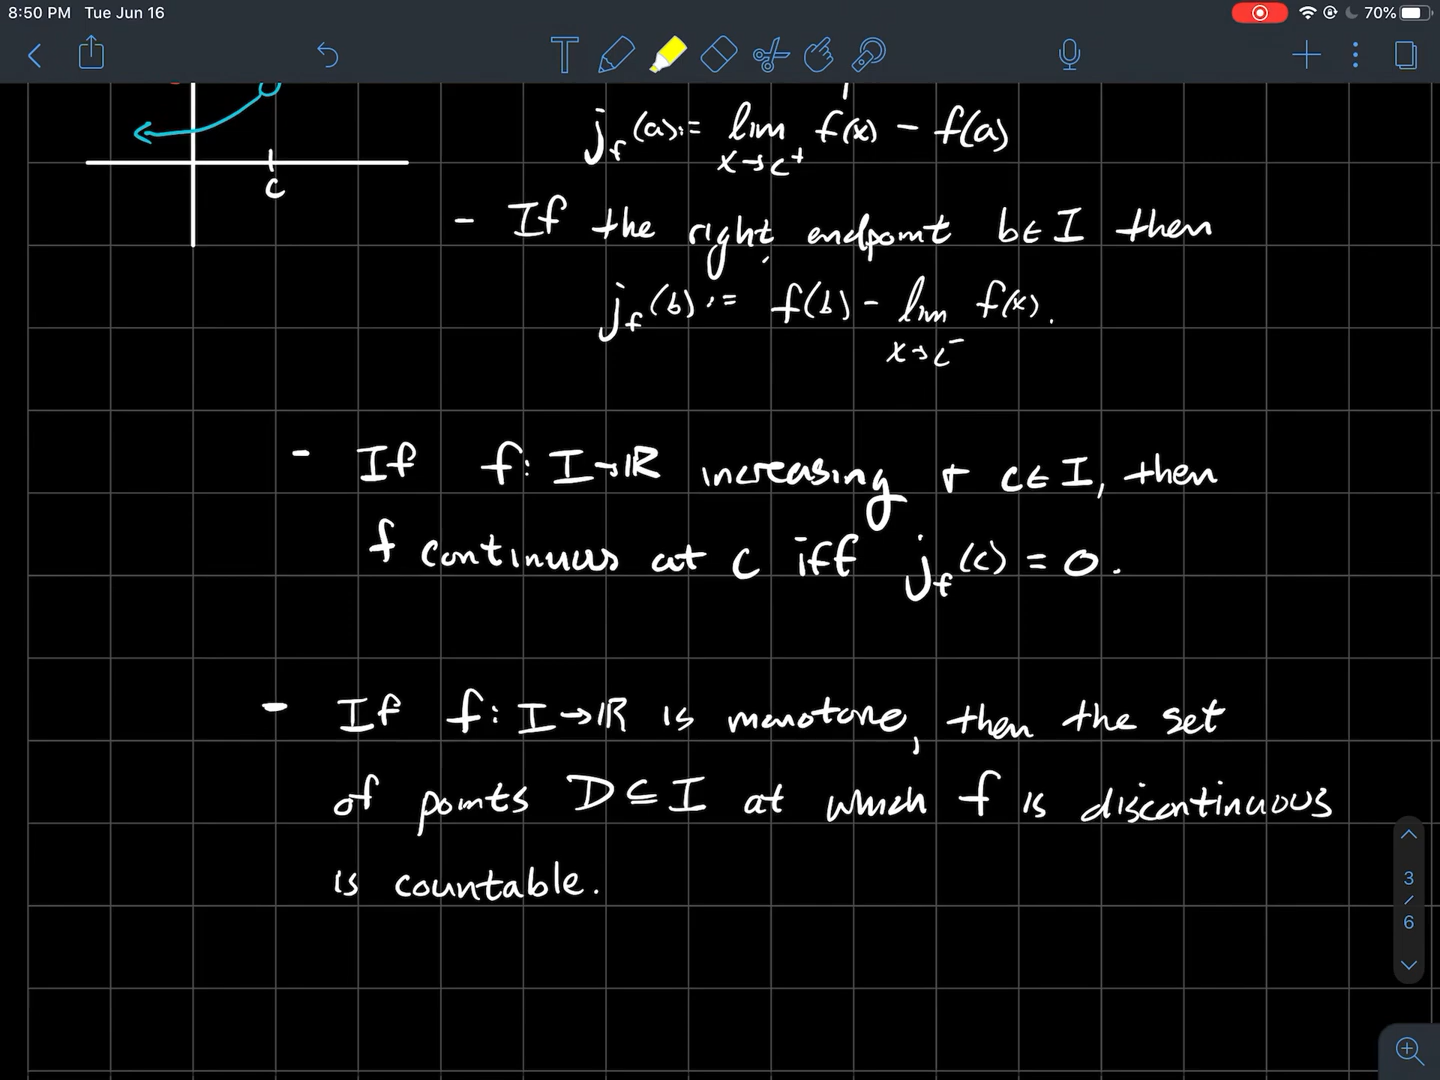 8:50 PM Tue Jun 16 70%
T
c
j_f(a) := lim f(x) - f(a)
x→c⁺
- If the right endpoint b∈I then
j_f(b) := f(b) - lim f(x).
x→c⁻
- If f: I→ℝ increasing + c∈I, then
f continuous at c iff j_f(c) = 0.
- If f: I→ℝ is monotone, then the set
of points D⊆I at which f is discontinuous
is countable.
3
/
6